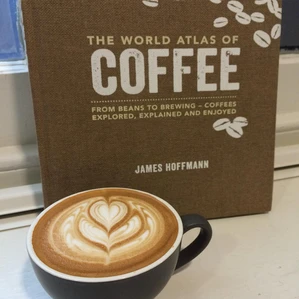 THE WORLD ATLAS OF
COFFEE
FROM BEANS TO BREWING – COFFEES
EXPLORED, EXPLAINED AND ENJOYED
JAMES HOFFMANN